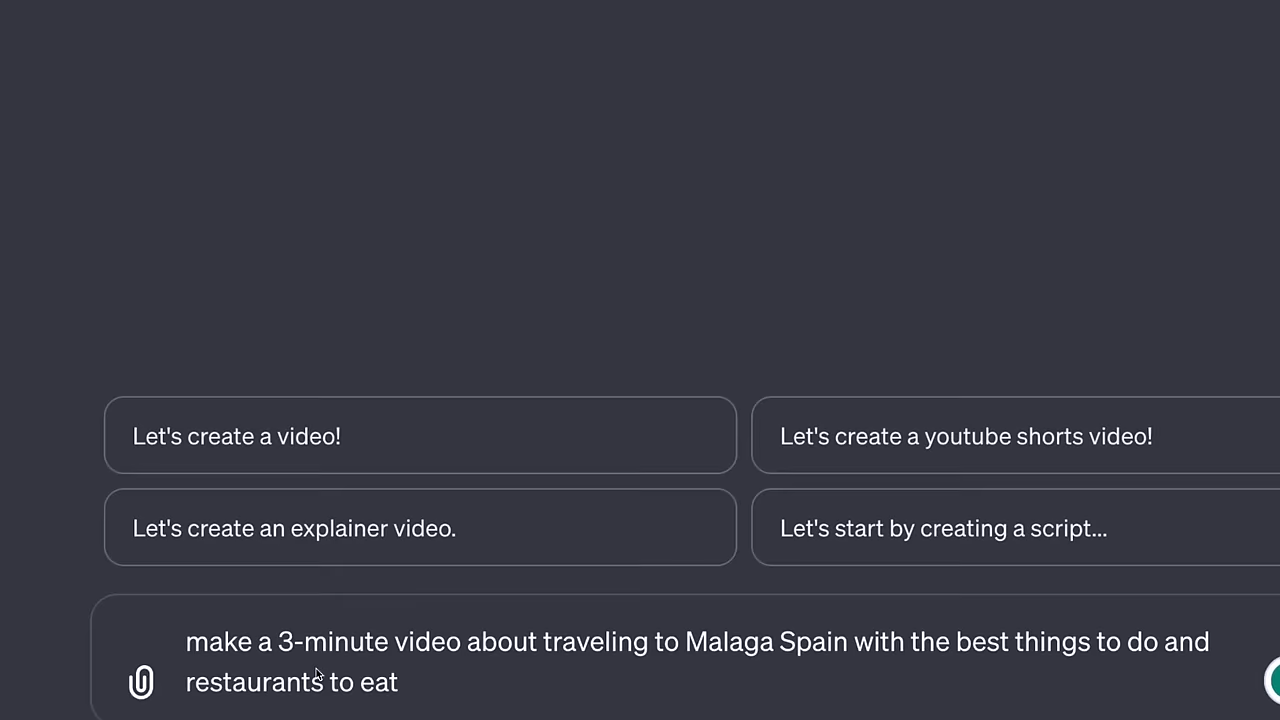 Let's create a video!
Let's create a youtube shorts video!
Let's create an explainer video.
Let's start by creating a script...
make a 3-minute video about traveling to Malaga Spain with the best things to do and
restaurants to eat